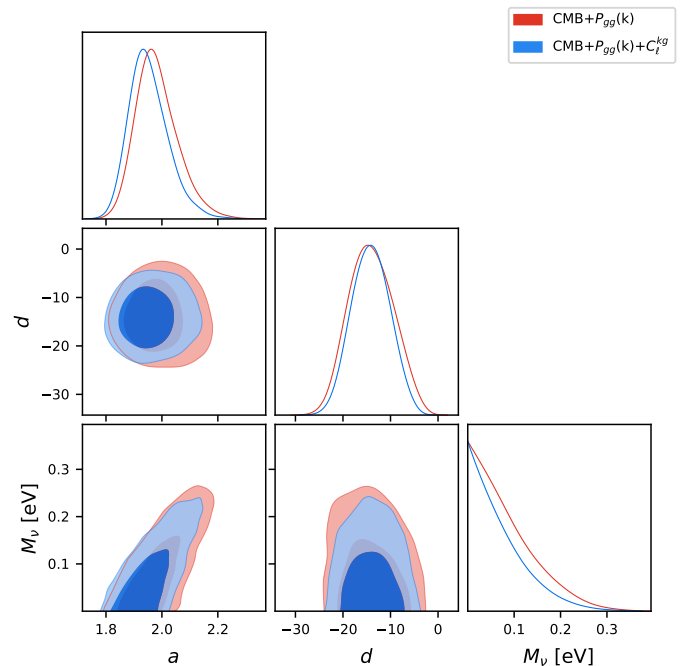 CMB+P_gg(k)
CMB+P_gg(k)+C_ℓ^kg
d
0
−10
−20
−30
M_ν [eV]
0.3
0.2
0.1
1.8 2.0 2.2
−30 −20 −10 0
0.1 0.2 0.3
a
d
M_ν [eV]